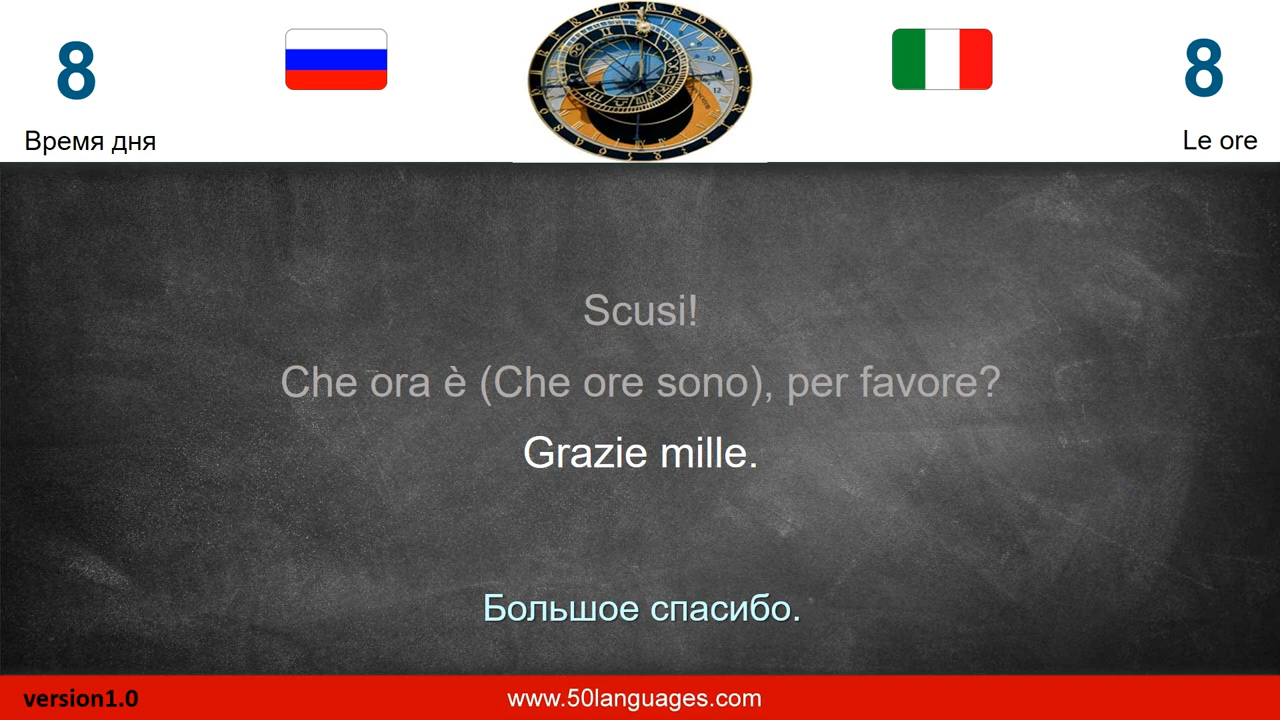 8
8
Время дня
Le ore
Scusi!
Che ora è (Che ore sono), per favore?
Grazie mille.
Большое спасибо.
version1.0
www.50languages.com